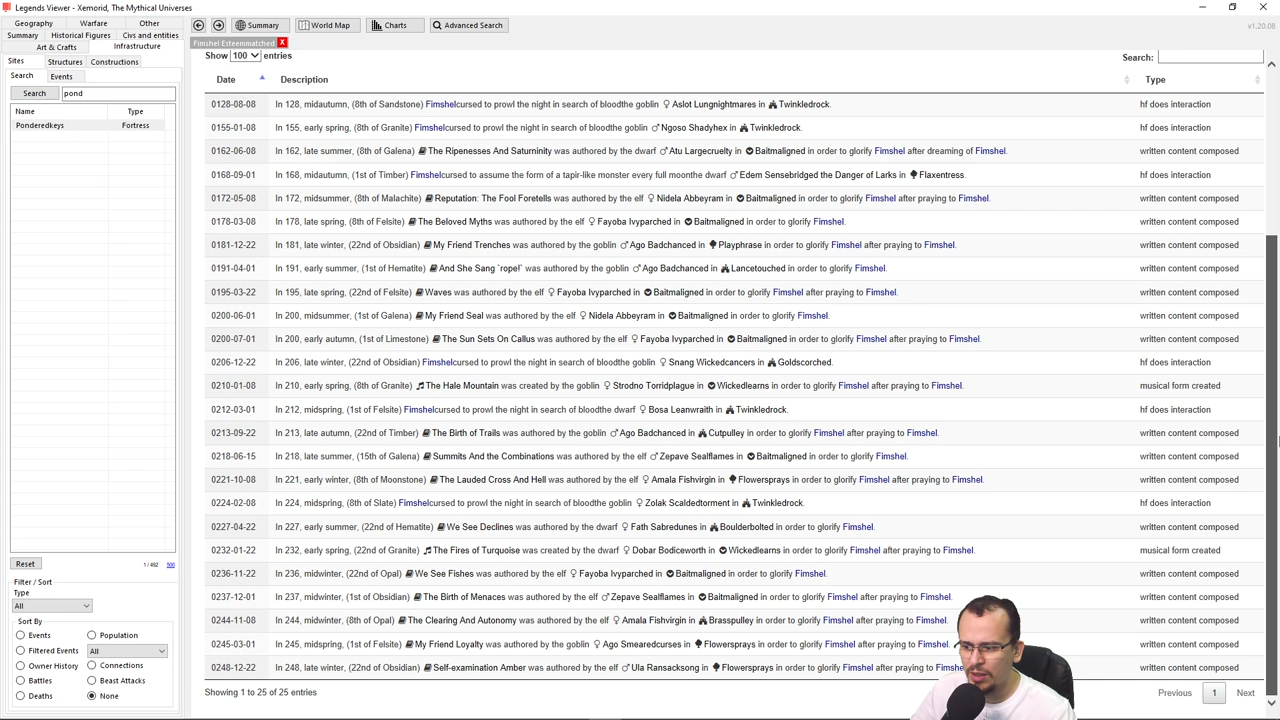 Legends Viewer - Xemorid, The Mythical Universes
Geography Warfare Other
Summary Historical Figures Civs and entities
Art & Crafts Infrastructure
Sites Structures Constructions
Search Events
Search pond
Name Type
Ponderedkeys Fortress
Reset 1 / 492 500
Filter / Sort
Type
All
Sort By
Events Population
Filtered Events All
Owner History Connections
Battles Beast Attacks
Deaths None
Summary World Map Charts Advanced Search
v1.20.08
Fimshel Esteemmatched X
Show 100 entries Search:
Date Description Type
0128-08-08 In 128, midautumn, (8th of Sandstone) Fimshelcursed to prowl the night in search of bloodthe goblin ♀ Aslot Lungnightmares in Twinkledrock. hf does interaction
0155-01-08 In 155, early spring, (8th of Granite) Fimshelcursed to prowl the night in search of bloodthe goblin ♂ Ngoso Shadyhex in Twinkledrock. hf does interaction
0162-06-08 In 162, late summer, (8th of Galena) The Ripenesses And Saturninity was authored by the dwarf ♂ Atu Largecruelty in Baitmaligned in order to glorify Fimshel after dreaming of Fimshel. written content composed
0168-09-01 In 168, midautumn, (1st of Timber) Fimshelcursed to assume the form of a tapir-like monster every full moonthe dwarf ♂ Edem Sensebridged the Danger of Larks in Flaxentress. hf does interaction
0172-05-08 In 172, midsummer, (8th of Malachite) Reputation: The Fool Foretells was authored by the elf ♀ Nidela Abbeyram in Baitmaligned in order to glorify Fimshel after praying to Fimshel. written content composed
0178-03-08 In 178, late spring, (8th of Felsite) The Beloved Myths was authored by the elf ♀ Fayoba Ivyparched in Baitmaligned in order to glorify Fimshel. written content composed
0181-12-22 In 181, late winter, (22nd of Obsidian) My Friend Trenches was authored by the goblin ♂ Ago Badchanced in Playphrase in order to glorify Fimshel after praying to Fimshel. written content composed
0191-04-01 In 191, early summer, (1st of Hematite) And She Sang `rope!` was authored by the goblin ♂ Ago Badchanced in Lancetouched in order to glorify Fimshel. written content composed
0195-03-22 In 195, late spring, (22nd of Felsite) Waves was authored by the elf ♀ Fayoba Ivyparched in Baitmaligned in order to glorify Fimshel after praying to Fimshel. written content composed
0200-06-01 In 200, midsummer, (1st of Galena) My Friend Seal was authored by the elf ♀ Nidela Abbeyram in Baitmaligned in order to glorify Fimshel. written content composed
0200-07-01 In 200, early autumn, (1st of Limestone) The Sun Sets On Callus was authored by the elf ♀ Fayoba Ivyparched in Baitmaligned in order to glorify Fimshel after praying to Fimshel. written content composed
0206-12-22 In 206, late winter, (22nd of Obsidian) Fimshelcursed to prowl the night in search of bloodthe goblin ♀ Snang Wickedcancers in Goldscorched. hf does interaction
0210-01-08 In 210, early spring, (8th of Granite) The Hale Mountain was created by the goblin ♀ Strodno Torridplague in Wickedlearns in order to glorify Fimshel after praying to Fimshel. musical form created
0212-03-01 In 212, midspring, (1st of Felsite) Fimshelcursed to prowl the night in search of bloodthe dwarf ♀ Bosa Leanwraith in Twinkledrock. hf does interaction
0213-09-22 In 213, late autumn, (22nd of Timber) The Birth of Trails was authored by the goblin ♂ Ago Badchanced in Cutpulley in order to glorify Fimshel after praying to Fimshel. written content composed
0218-06-15 In 218, late summer, (15th of Galena) Summits And the Combinations was authored by the elf ♂ Zepave Sealflames in Baitmaligned in order to glorify Fimshel. written content composed
0221-10-08 In 221, early winter, (8th of Moonstone) The Lauded Cross And Hell was authored by the elf ♀ Amala Fishvirgin in Flowersprays in order to glorify Fimshel after praying to Fimshel. written content composed
0224-02-08 In 224, midspring, (8th of Slate) Fimshelcursed to prowl the night in search of bloodthe goblin ♀ Zolak Scaldedtorment in Twinkledrock. hf does interaction
0227-04-22 In 227, early summer, (22nd of Hematite) We See Declines was authored by the dwarf ♀ Fath Sabredunes in Boulderbolted in order to glorify Fimshel. written content composed
0232-01-22 In 232, early spring, (22nd of Granite) The Fires of Turquoise was created by the dwarf ♀ Dobar Bodiceworth in Wickedlearns in order to glorify Fimshel after praying to Fimshel. musical form created
0236-11-22 In 236, midwinter, (22nd of Opal) We See Fishes was authored by the elf ♀ Fayoba Ivyparched in Baitmaligned in order to glorify Fimshel. written content composed
0237-12-01 In 237, midwinter, (1st of Obsidian) The Birth of Menaces was authored by the elf ♂ Zepave Sealflames in Baitmaligned in order to glorify Fimshel after praying to Fimshel. written content composed
0244-11-08 In 244, midwinter, (8th of Opal) The Clearing And Autonomy was authored by the elf ♀ Amala Fishvirgin in Brasspulley in order to glorify Fimshel after praying to Fimshel. written content composed
0245-03-01 In 245, midspring, (1st of Felsite) My Friend Loyalty was authored by the elf ♀ Ago Smearedcurses in Flowersprays in order to glorify Fimshel after praying to Fimshel. written content composed
0248-12-22 In 248, late winter, (22nd of Obsidian) Self-examination Amber was authored by the elf ♂ Ula Ransacksong in Flowersprays in order to glorify Fimshel after praying to written content composed
Showing 1 to 25 of 25 entries Previous 1 Next